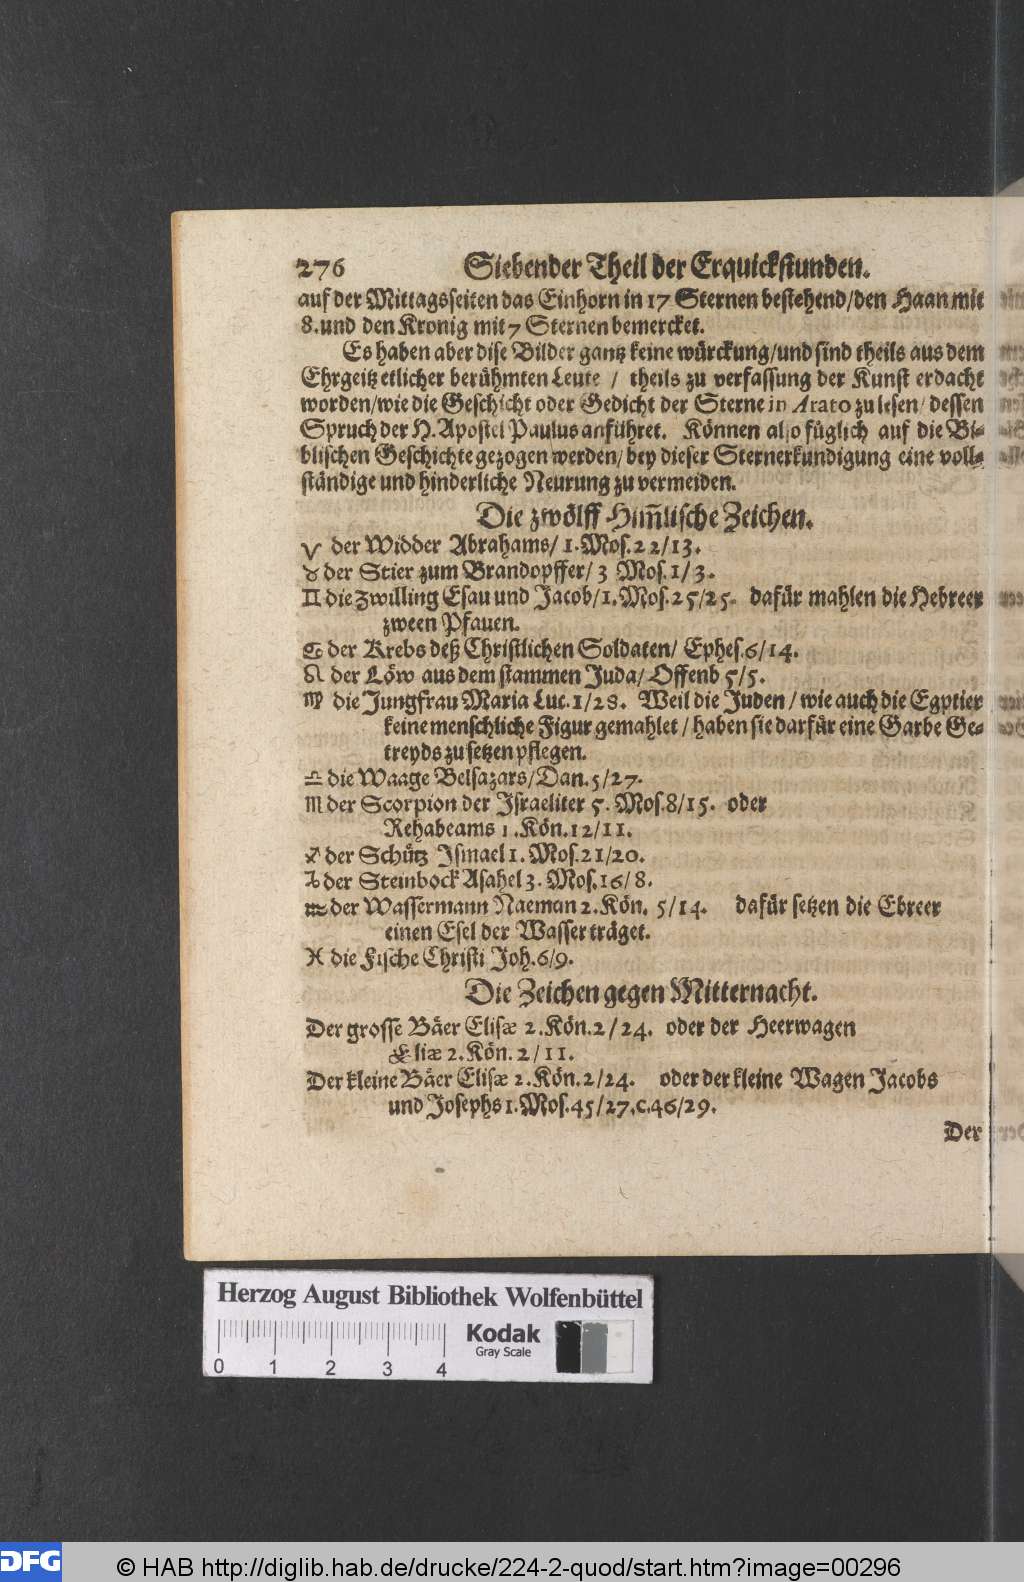 276 Siebender Theil der Erquickstunden.
auf der Mittagsseiten das Einhorn in 17 Sternen bestehend/den Haan mit
8. und den Kronig mit 7 Sternen bemercket.
Es haben aber dise Bilder gantz keine würckung/und sind theils aus dem
Ehrgeitz etlicher berühmten Leute / theils zu verfassung der Kunst erdacht
worden/wie die Geschicht oder Gedicht der Sterne in Arato zu lesen/ dessen
Spruch der H. Apostel Paulus anführet. Können also füglich auf die Bi-
blischen Geschichte gezogen werden/ bey dieser Sternerkundigung eine voll-
ständige und hinderliche Neurung zu vermeiden.
Die zwölff Him̃lische Zeichen.
♈ der Widder Abrahams/ 1. Mos. 22/13.
♉ der Stier zum Brandopffer/ 3 Mos. 1/3.
♊ die Zwilling Esau und Jacob/1. Mos. 25/25. dafür mahlen die Hebreer
zween Pfauen.
♋ der Krebs deß Christlichen Soldaten/ Ephes. 6/14.
♌ der Löw aus dem stammen Juda/ Offenb 5/5.
♍ die Jungfrau Maria Luc. 1/28. Weil die Juden / wie auch die Egptier
keine menschliche Figur gemahlet / haben sie darfür eine Garbe Ge-
treyds zu setzen pflegen.
♎ die Waage Belsazars/Dan. 5/27.
♏ der Scorpion der Israeliter 5. Mos. 8/15. oder
Rehabeams 1. Kön. 12/11.
♐ der Schütz Ismael 1. Mos. 21/20.
♑ der Steinbock Asahel 3. Mos. 16/8.
♒ der Wassermann Naeman 2. Kön. 5/14. dafür setzen die Ebreer
einen Esel der Wasser träget.
♓ die Fische Christi Joh. 6/9.
Die Zeichen gegen Mitternacht.
Der grosse Bäer Elisæ 2. Kön. 2/24. oder der Heerwagen
Eliæ 2. Kön. 2/11.
Der kleine Bäer Elisæ 2. Kön. 2/24. oder der kleine Wagen Jacobs
und Josephs 1. Mos. 45/27. c. 46/29.
Der
Herzog August Bibliothek Wolfenbüttel
0 1 2 3 4
Kodak
Gray Scale
DFG © HAB http://diglib.hab.de/drucke/224-2-quod/start.htm?image=00296